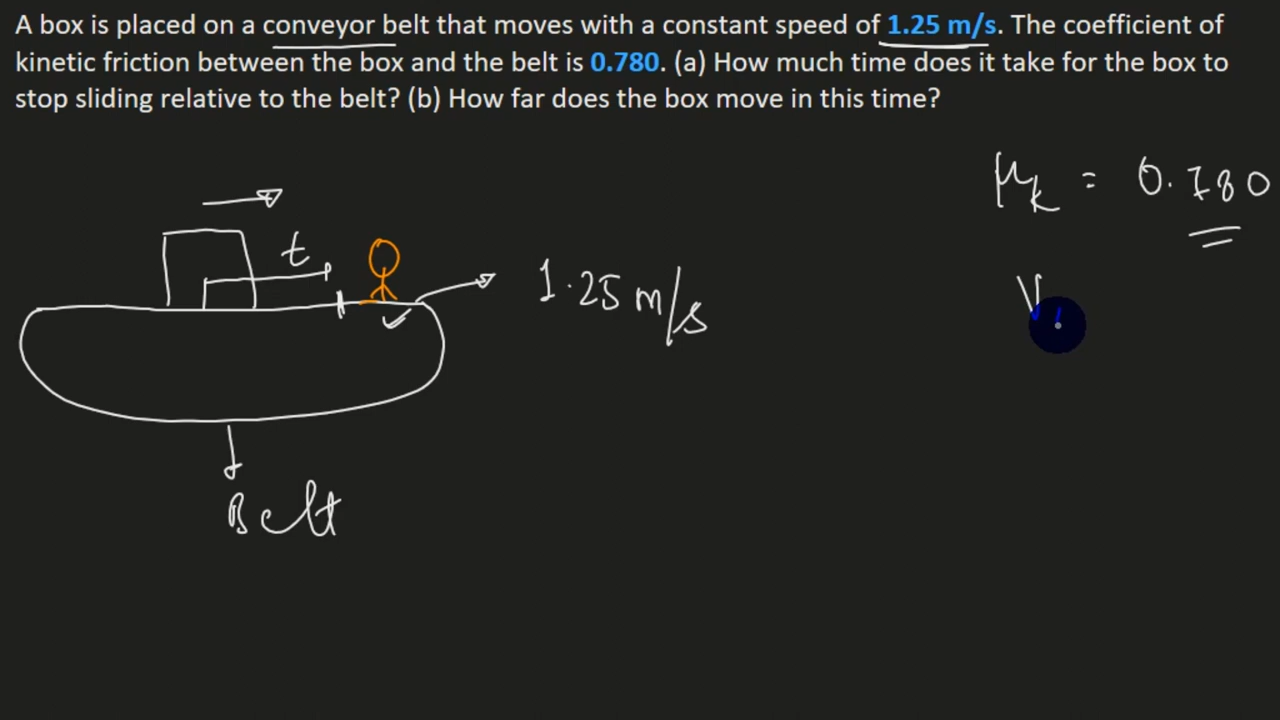 A box is placed on a conveyor belt that moves with a constant speed of 1.25 m/s. The coefficient of
kinetic friction between the box and the belt is 0.780. (a) How much time does it take for the box to
stop sliding relative to the belt? (b) How far does the box move in this time?
μk = 0.780
t
1.25 m/s
V
Belt